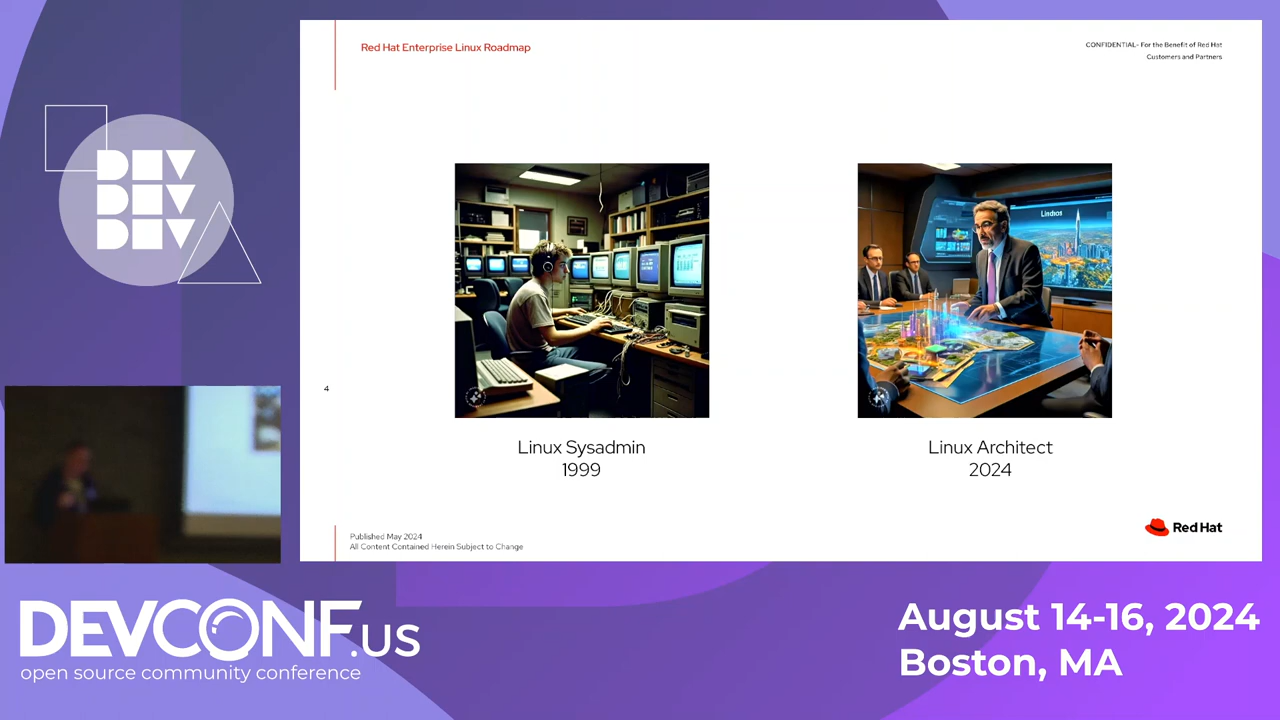 Red Hat Enterprise Linux Roadmap
CONFIDENTIAL- For the Benefit of Red Hat
Customers and Partners
DEV
DEV
DEV
4
Linux Sysadmin
1999
Linux Architect
2024
Published May 2024
All Content Contained Herein Subject to Change
Red Hat
DEVCONF.us
open source community conference
August 14-16, 2024
Boston, MA